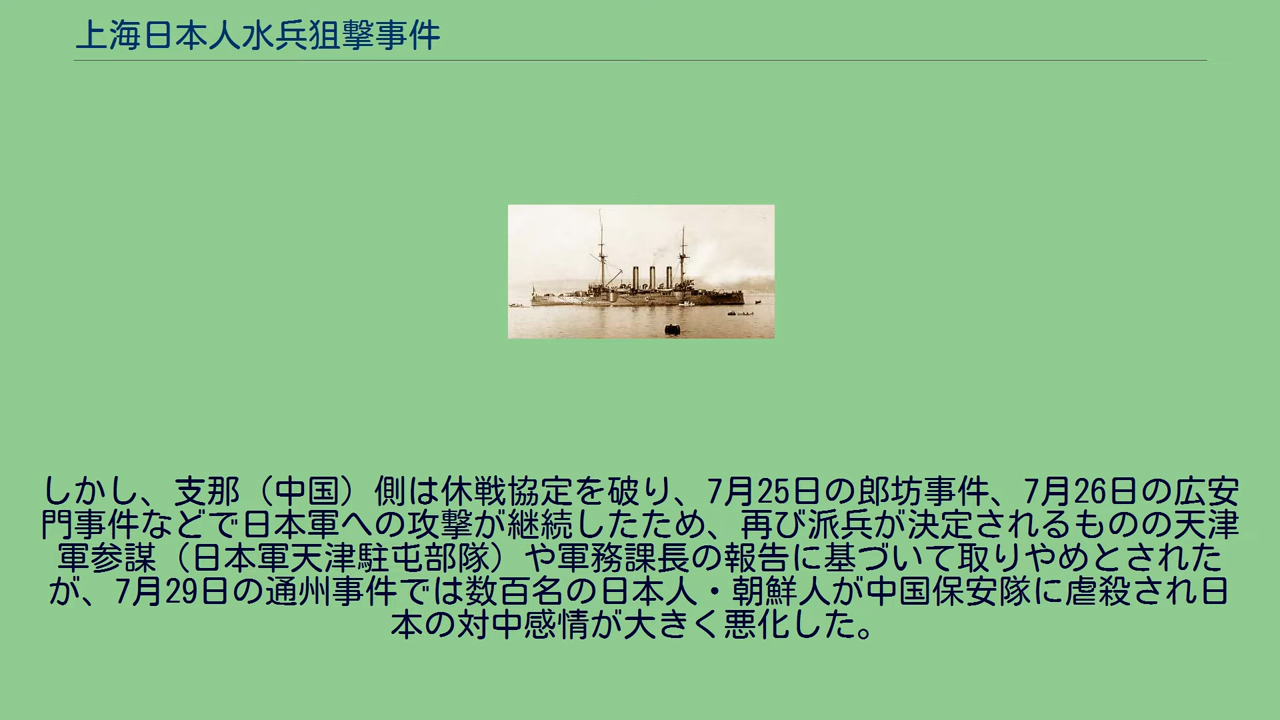 上海日本人水兵狙撃事件
しかし、支那（中国）側は休戦協定を破り、7月25日の郎坊事件、7月26日の広安
門事件などで日本軍への攻撃が継続したため、再び派兵が決定されるものの天津
軍参謀（日本軍天津駐屯部隊）や軍務課長の報告に基づいて取りやめとされた
が、7月29日の通州事件では数百名の日本人・朝鮮人が中国保安隊に虐殺され日
本の対中感情が大きく悪化した。